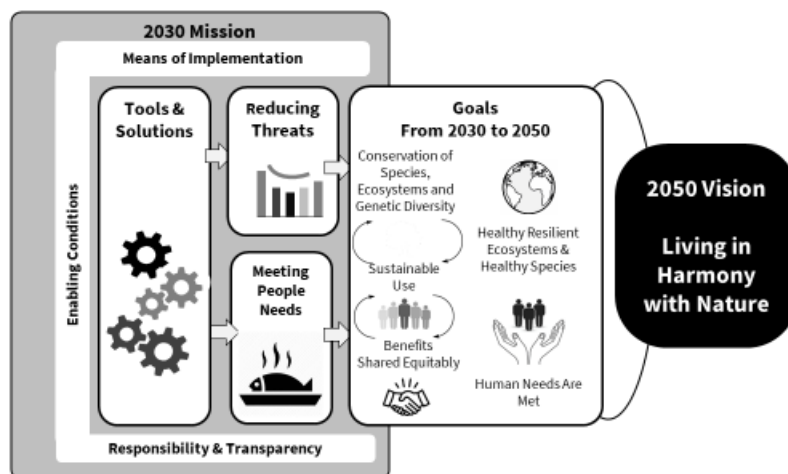 2030 Mission
Means of Implementation
Enabling Conditions
Tools &
Solutions
Reducing
Threats
Meeting
People
Needs
Goals
From 2030 to 2050
Conservation of
Species,
Ecosystems and
Genetic Diversity
Sustainable
Use
Benefits
Shared Equitably
Healthy Resilient
Ecosystems &
Healthy Species
Human Needs Are
Met
2050 Vision
Living in
Harmony
with Nature
Responsibility & Transparency